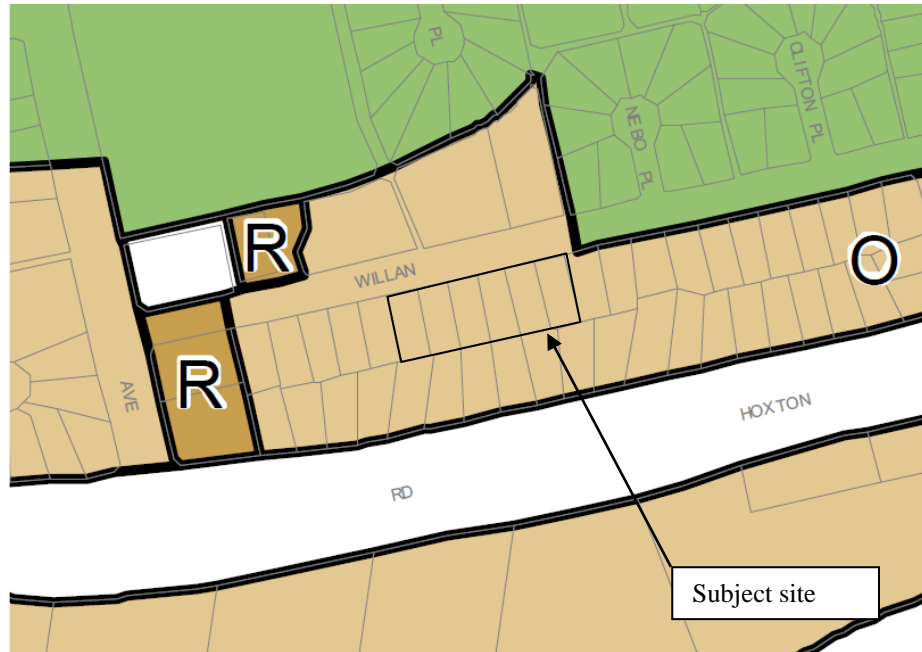 PL
CLIFTON PL
NEBO PL
R
WILLAN
O
R
AVE
HOXTON
RD
Subject site